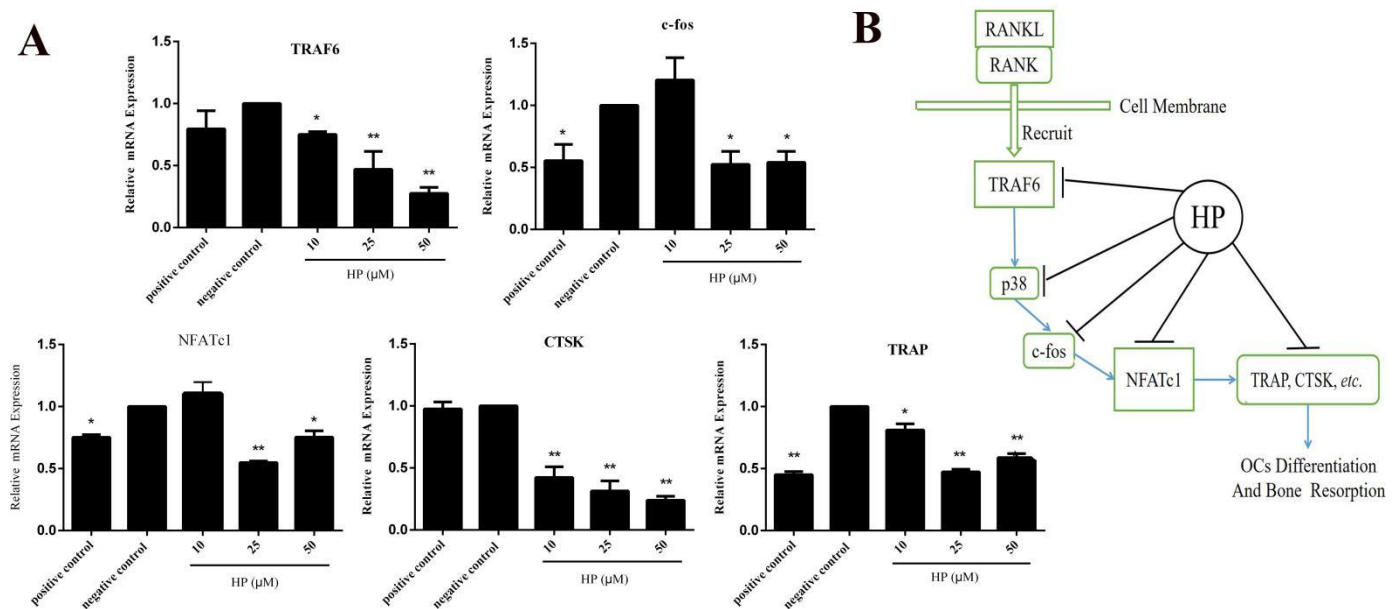 A
TRAF6
Relative mRNA Expression
1.5
1.0
0.5
0.0
*
**
**
positive control
negative control
10
25
50
HP (μM)
c-fos
Relative mRNA Expression
1.5
1.0
0.5
0.0
*
*
*
positive control
negative control
10
25
50
HP (μM)
NFATc1
Relative mRNA Expression
1.5
1.0
0.5
0.0
*
**
*
positive control
negative control
10
25
50
HP (μM)
CTSK
Relative mRNA Expression
1.5
1.0
0.5
0.0
**
**
**
positive control
negative control
10
25
50
HP (μM)
TRAP
Relative mRNA Expression
1.5
1.0
0.5
0.0
**
*
**
**
positive control
negative control
10
25
50
HP (μM)
B
RANKL
RANK
Cell Membrane
Recruit
TRAF6
HP
p38
c-fos
NFATc1
TRAP, CTSK, etc.
OCs Differentiation
And Bone Resorption